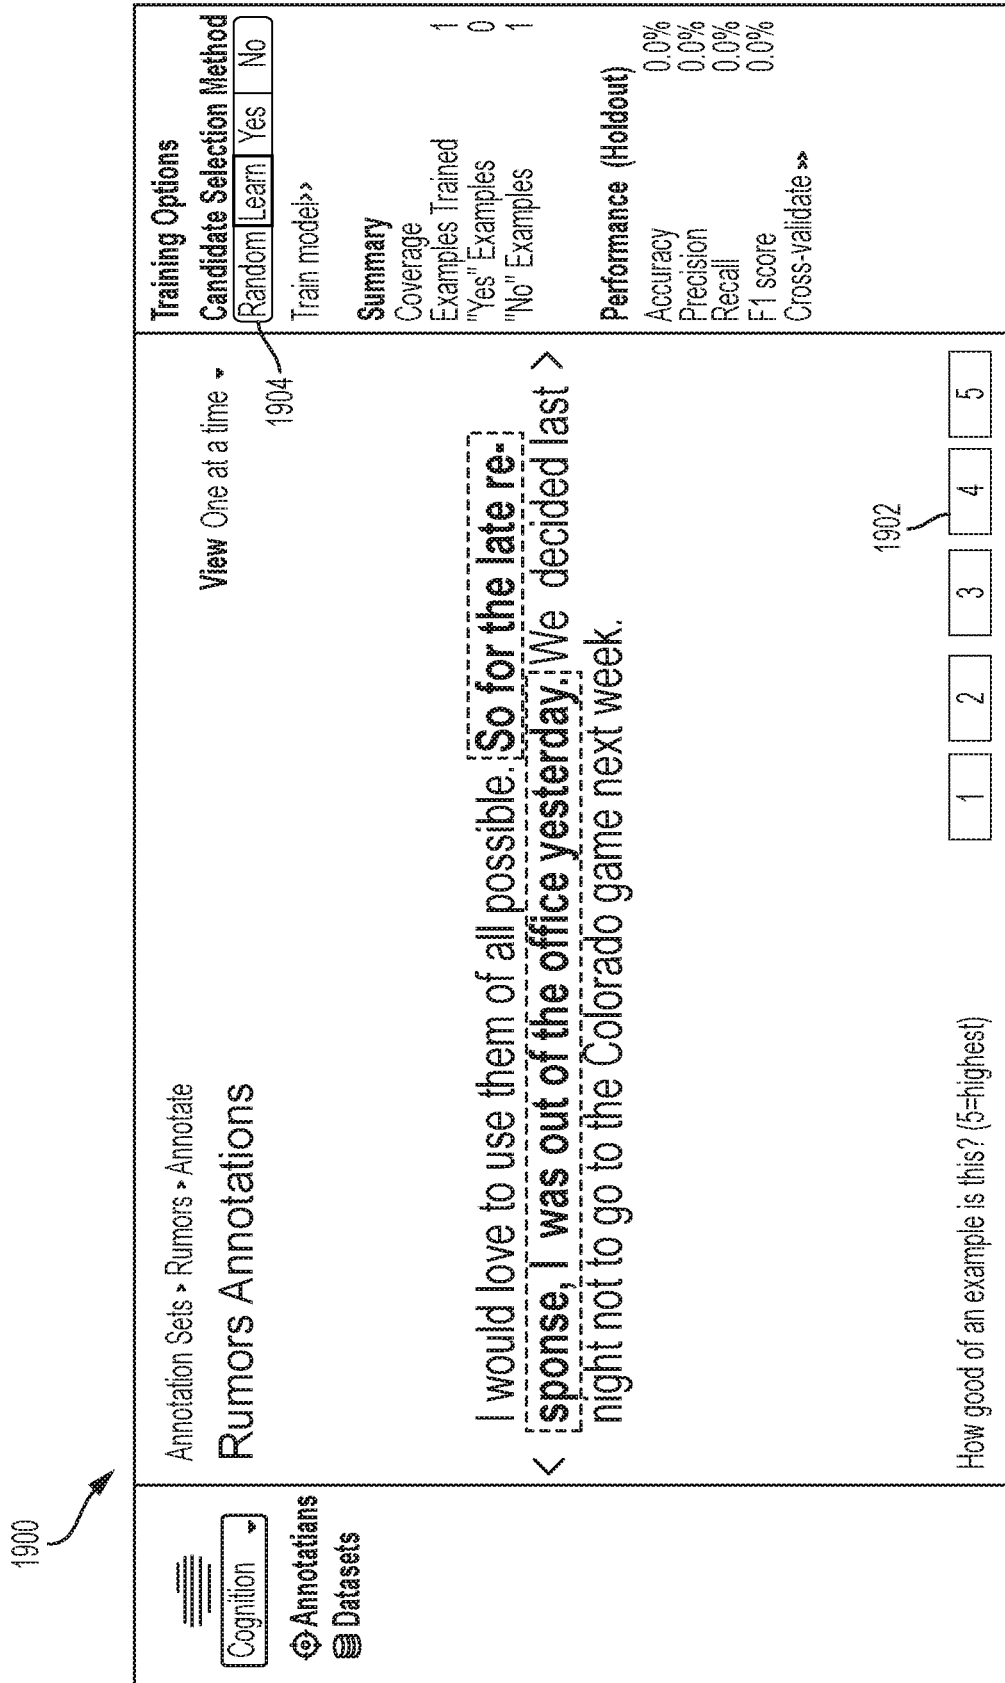 1900
Cognition
Annotatians
Datasets
Annotation Sets > Rumors > Annotate
Rumors Annotations
View One at a time
I would love to use them of all possible. So for the late re-
< sponse, I was out of the office yesterday. We decided last >
night not to go to the Colorado game next week.
How good of an example is this? (5=highest)
1 2 3 4 5
1902
Training Options
Candidate Selection Method
Random Learn Yes No
1904
Train model>>
Summary
Coverage
Examples Trained 1
"Yes" Examples 0
"No" Examples 1
Performance (Holdout)
Accuracy 0.0%
Precision 0.0%
Recall 0.0%
F1 score 0.0%
Cross-validate >>